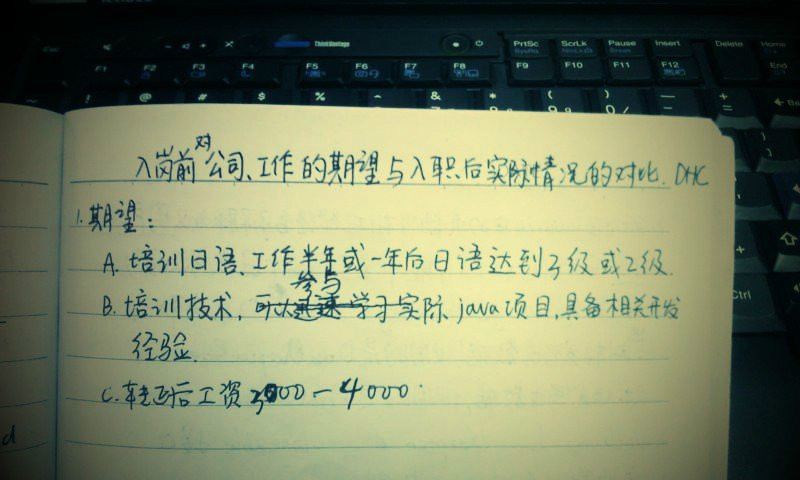 ThinkVantage
PrtSc ScrLk Pause Insert Delete Home
SysRq NmLk Break
F1 F2 F3 F4 F5 F6 F7 F8 F9 F10 F11 F12 End
~ ! @ # $ %
入岗前对公司、工作的期望与入职后实际情况的对比. DHC
1. 期望：
A. 培训日语、工作半年或一年后日语达到3级或2级.
B. 培训技术，可以参与实际java项目，具备相关开发
经验.
C. 转正后工资3000-4000.
Ctrl
d